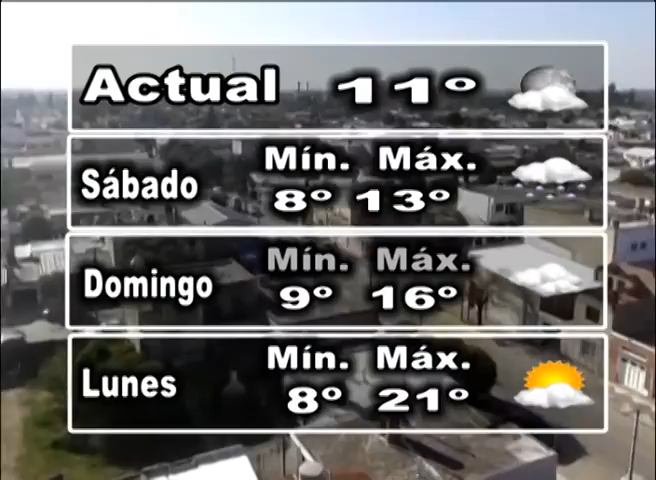 Actual 11º
Mín. Máx.
Sábado 8º 13º
Mín. Máx.
Domingo 9º 16º
Mín. Máx.
Lunes 8º 21º